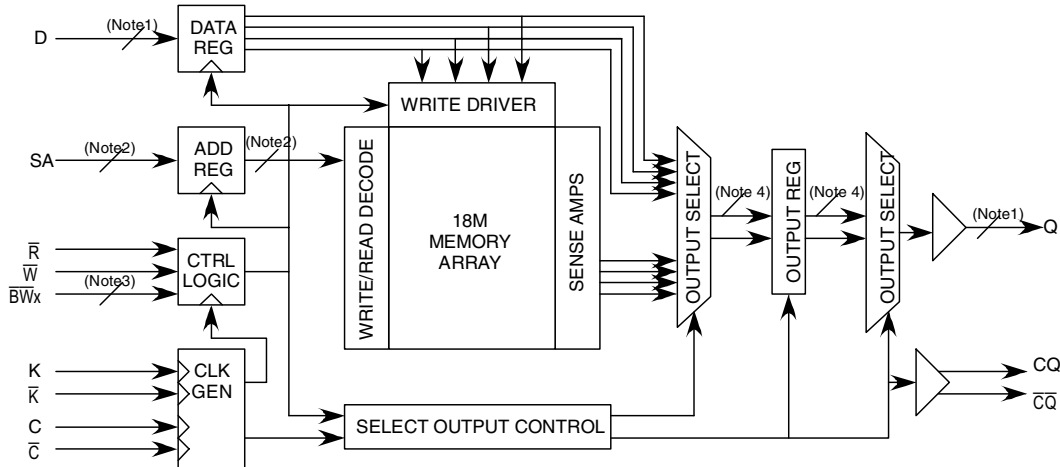 D
(Note1)
DATA
REG
WRITE DRIVER
SA
(Note2)
ADD
REG
(Note2)
WRITE/READ DECODE
18M
MEMORY
ARRAY
SENSE AMPS
OUTPUT SELECT
(Note 4)
OUTPUT REG
(Note 4)
OUTPUT SELECT
(Note1)
Q
R̅
W̅
B̅W̅x̅
(Note3)
CTRL
LOGIC
K
K̅
C
C̅
CLK
GEN
SELECT OUTPUT CONTROL
CQ
C̅Q̅